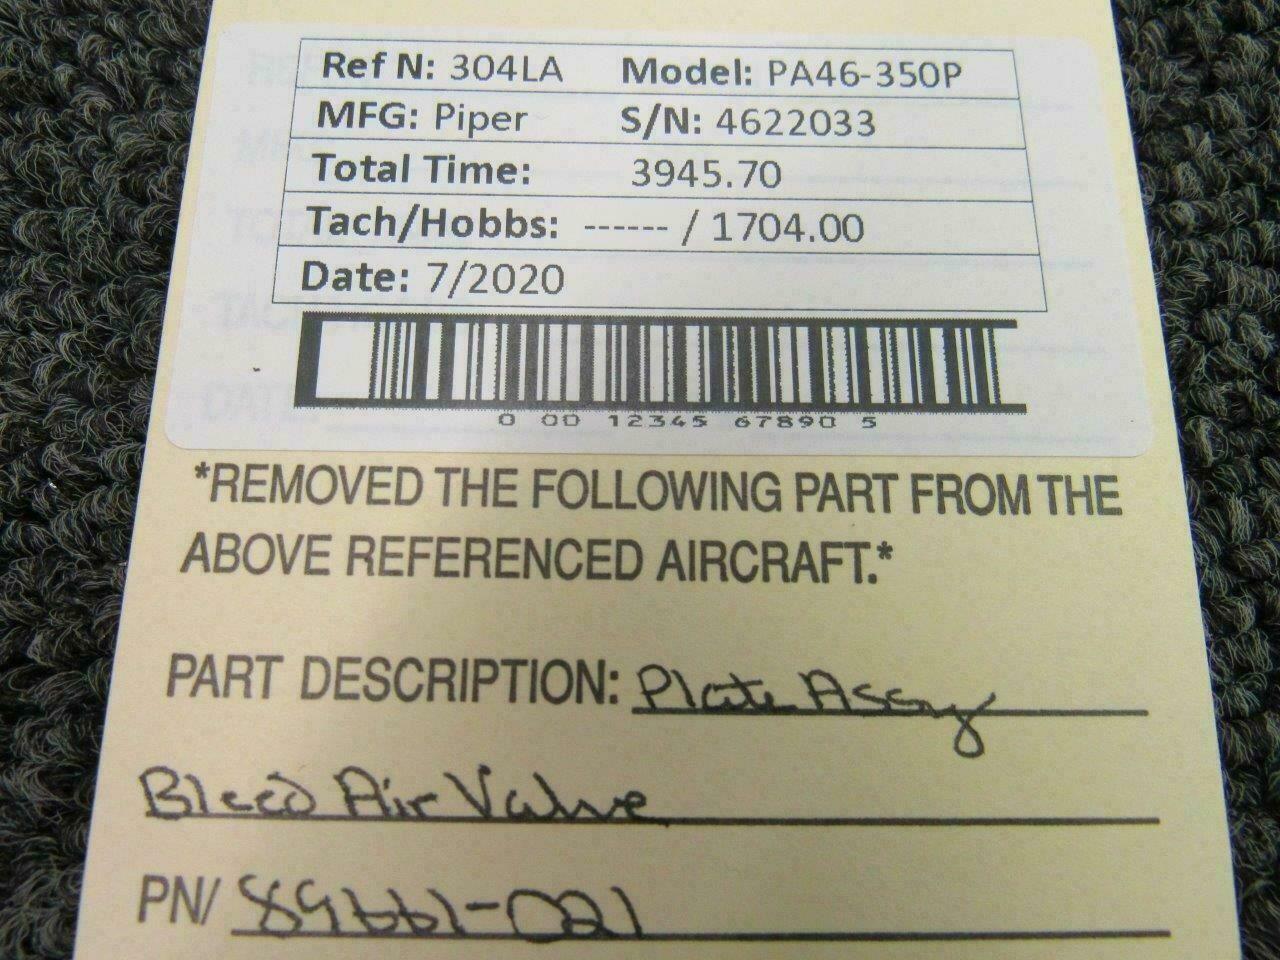 Ref N: 304LA Model: PA46-350P
MFG: Piper S/N: 4622033
Total Time: 3945.70
Tach/Hobbs: ------ / 1704.00
Date: 7/2020
0 00 12345 67890 5
*REMOVED THE FOLLOWING PART FROM THE
ABOVE REFERENCED AIRCRAFT.*
PART DESCRIPTION: Plate Assy
Bleed Air Valve
PN/ 89661-021